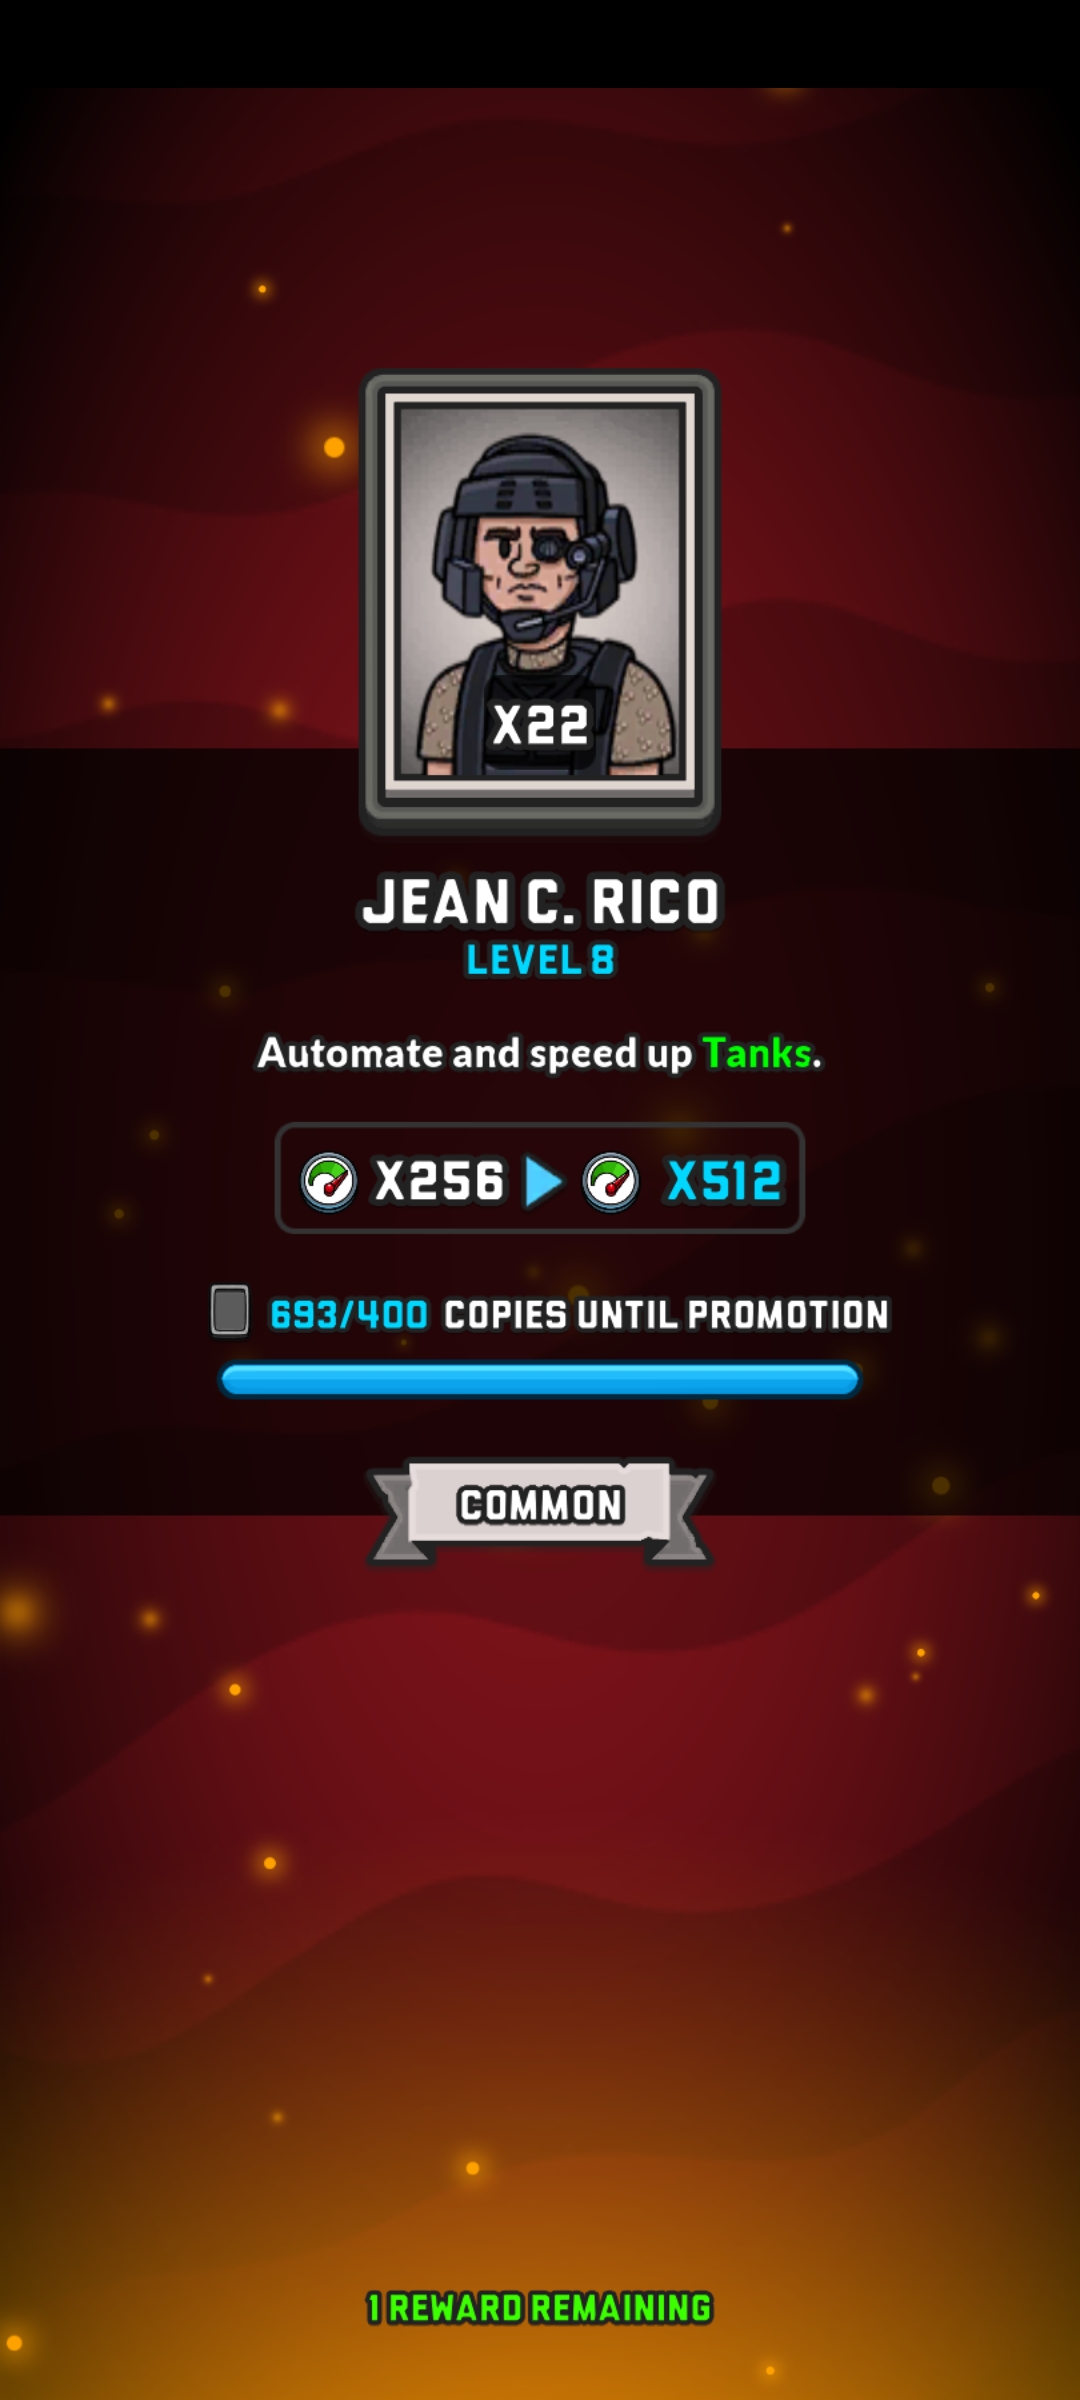 X22
JEAN C. RICO
LEVEL 8
Automate and speed up Tanks.
X256 X512
693/400 COPIES UNTIL PROMOTION
COMMON
1 REWARD REMAINING